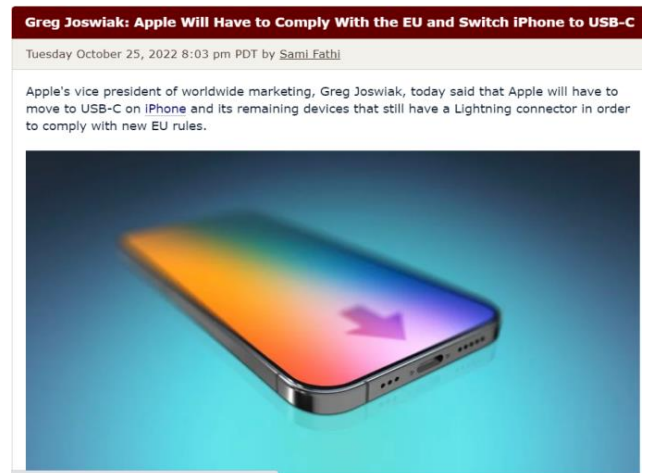 Greg Joswiak: Apple Will Have to Comply With the EU and Switch iPhone to USB-C
Tuesday October 25, 2022 8:03 pm PDT by Sami Fathi
Apple's vice president of worldwide marketing, Greg Joswiak, today said that Apple will have to
move to USB-C on iPhone and its remaining devices that still have a Lightning connector in order
to comply with new EU rules.